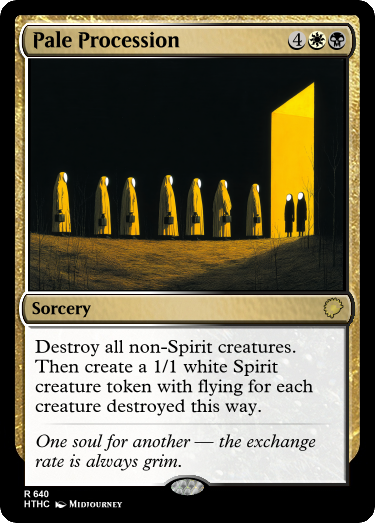 Pale Procession 4
Sorcery
Destroy all non-Spirit creatures.
Then create a 1/1 white Spirit
creature token with flying for each
creature destroyed this way.
One soul for another — the exchange
rate is always grim.
R 640
HTHC Midjourney